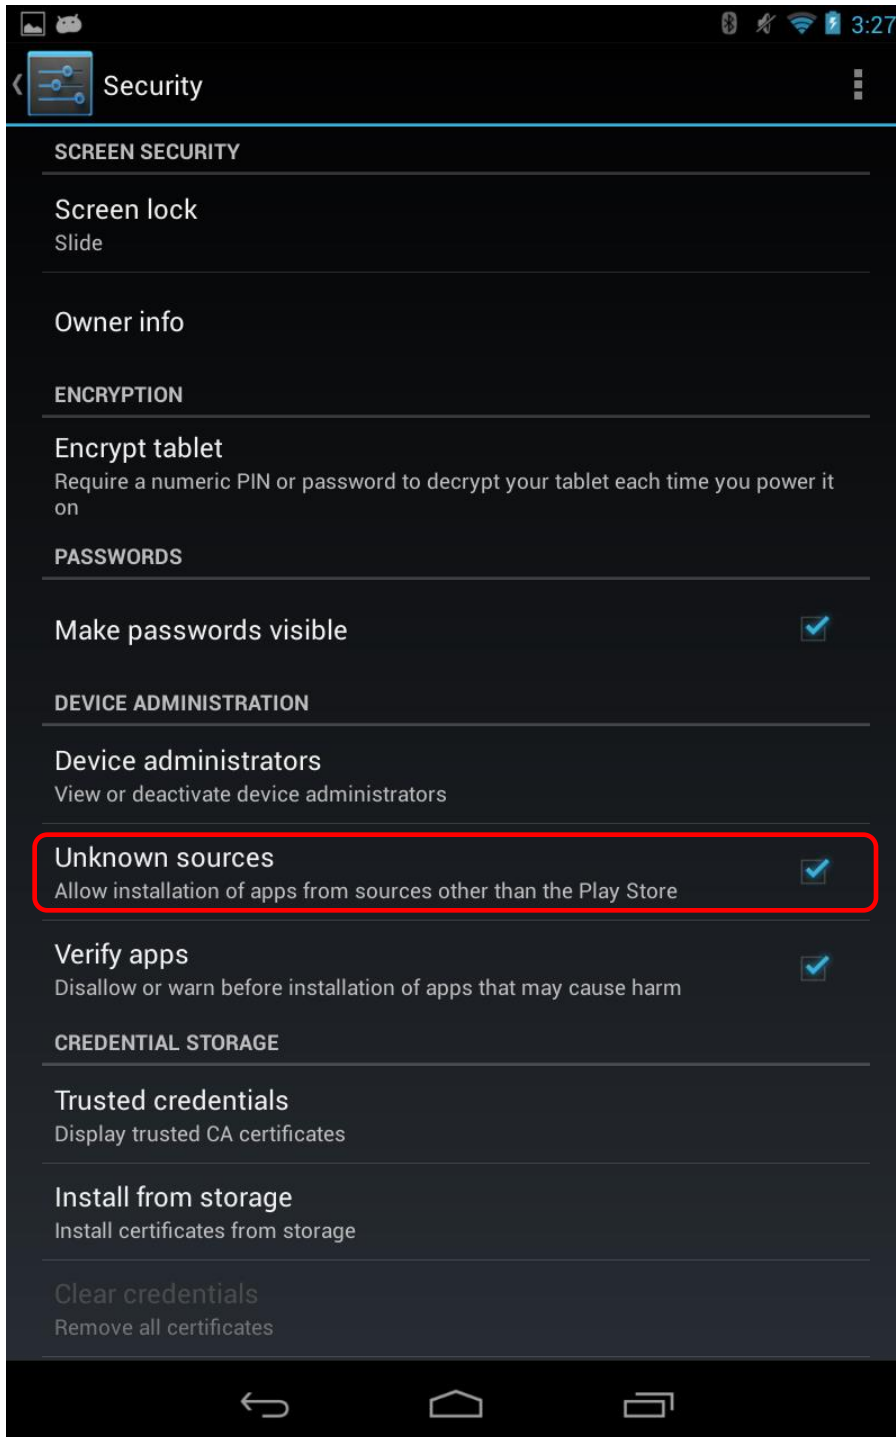 3:27
Security
SCREEN SECURITY
Screen lock
Slide
Owner info
ENCRYPTION
Encrypt tablet
Require a numeric PIN or password to decrypt your tablet each time you power it
on
PASSWORDS
Make passwords visible
DEVICE ADMINISTRATION
Device administrators
View or deactivate device administrators
Unknown sources
Allow installation of apps from sources other than the Play Store
Verify apps
Disallow or warn before installation of apps that may cause harm
CREDENTIAL STORAGE
Trusted credentials
Display trusted CA certificates
Install from storage
Install certificates from storage
Clear credentials
Remove all certificates